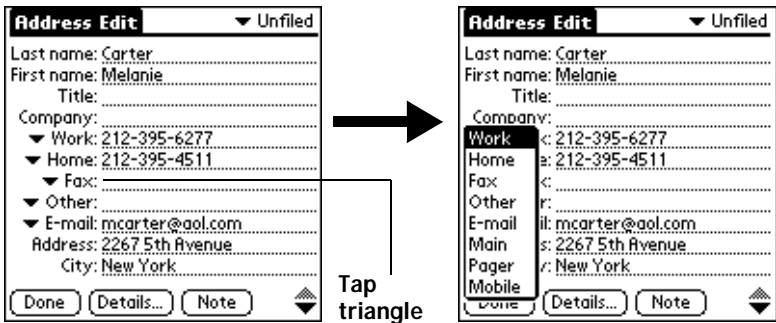 Address Edit ▼ Unfiled
Last name: Carter
First name: Melanie
Title:
Company:
▼ Work: 212-395-6277
▼ Home: 212-395-4511
▼ Fax:
▼ Other:
▼ E-mail: mcarter@aol.com
Address: 2267 5th Avenue
City: New York
Done Details... Note
Tap
triangle
Address Edit ▼ Unfiled
Last name: Carter
First name: Melanie
Title:
Company:
Work k: 212-395-6277
Home e: 212-395-4511
Fax x:
Other r:
E-mail il: mcarter@aol.com
Main s: 2267 5th Avenue
Pager y: New York
Mobile
Done Details... Note